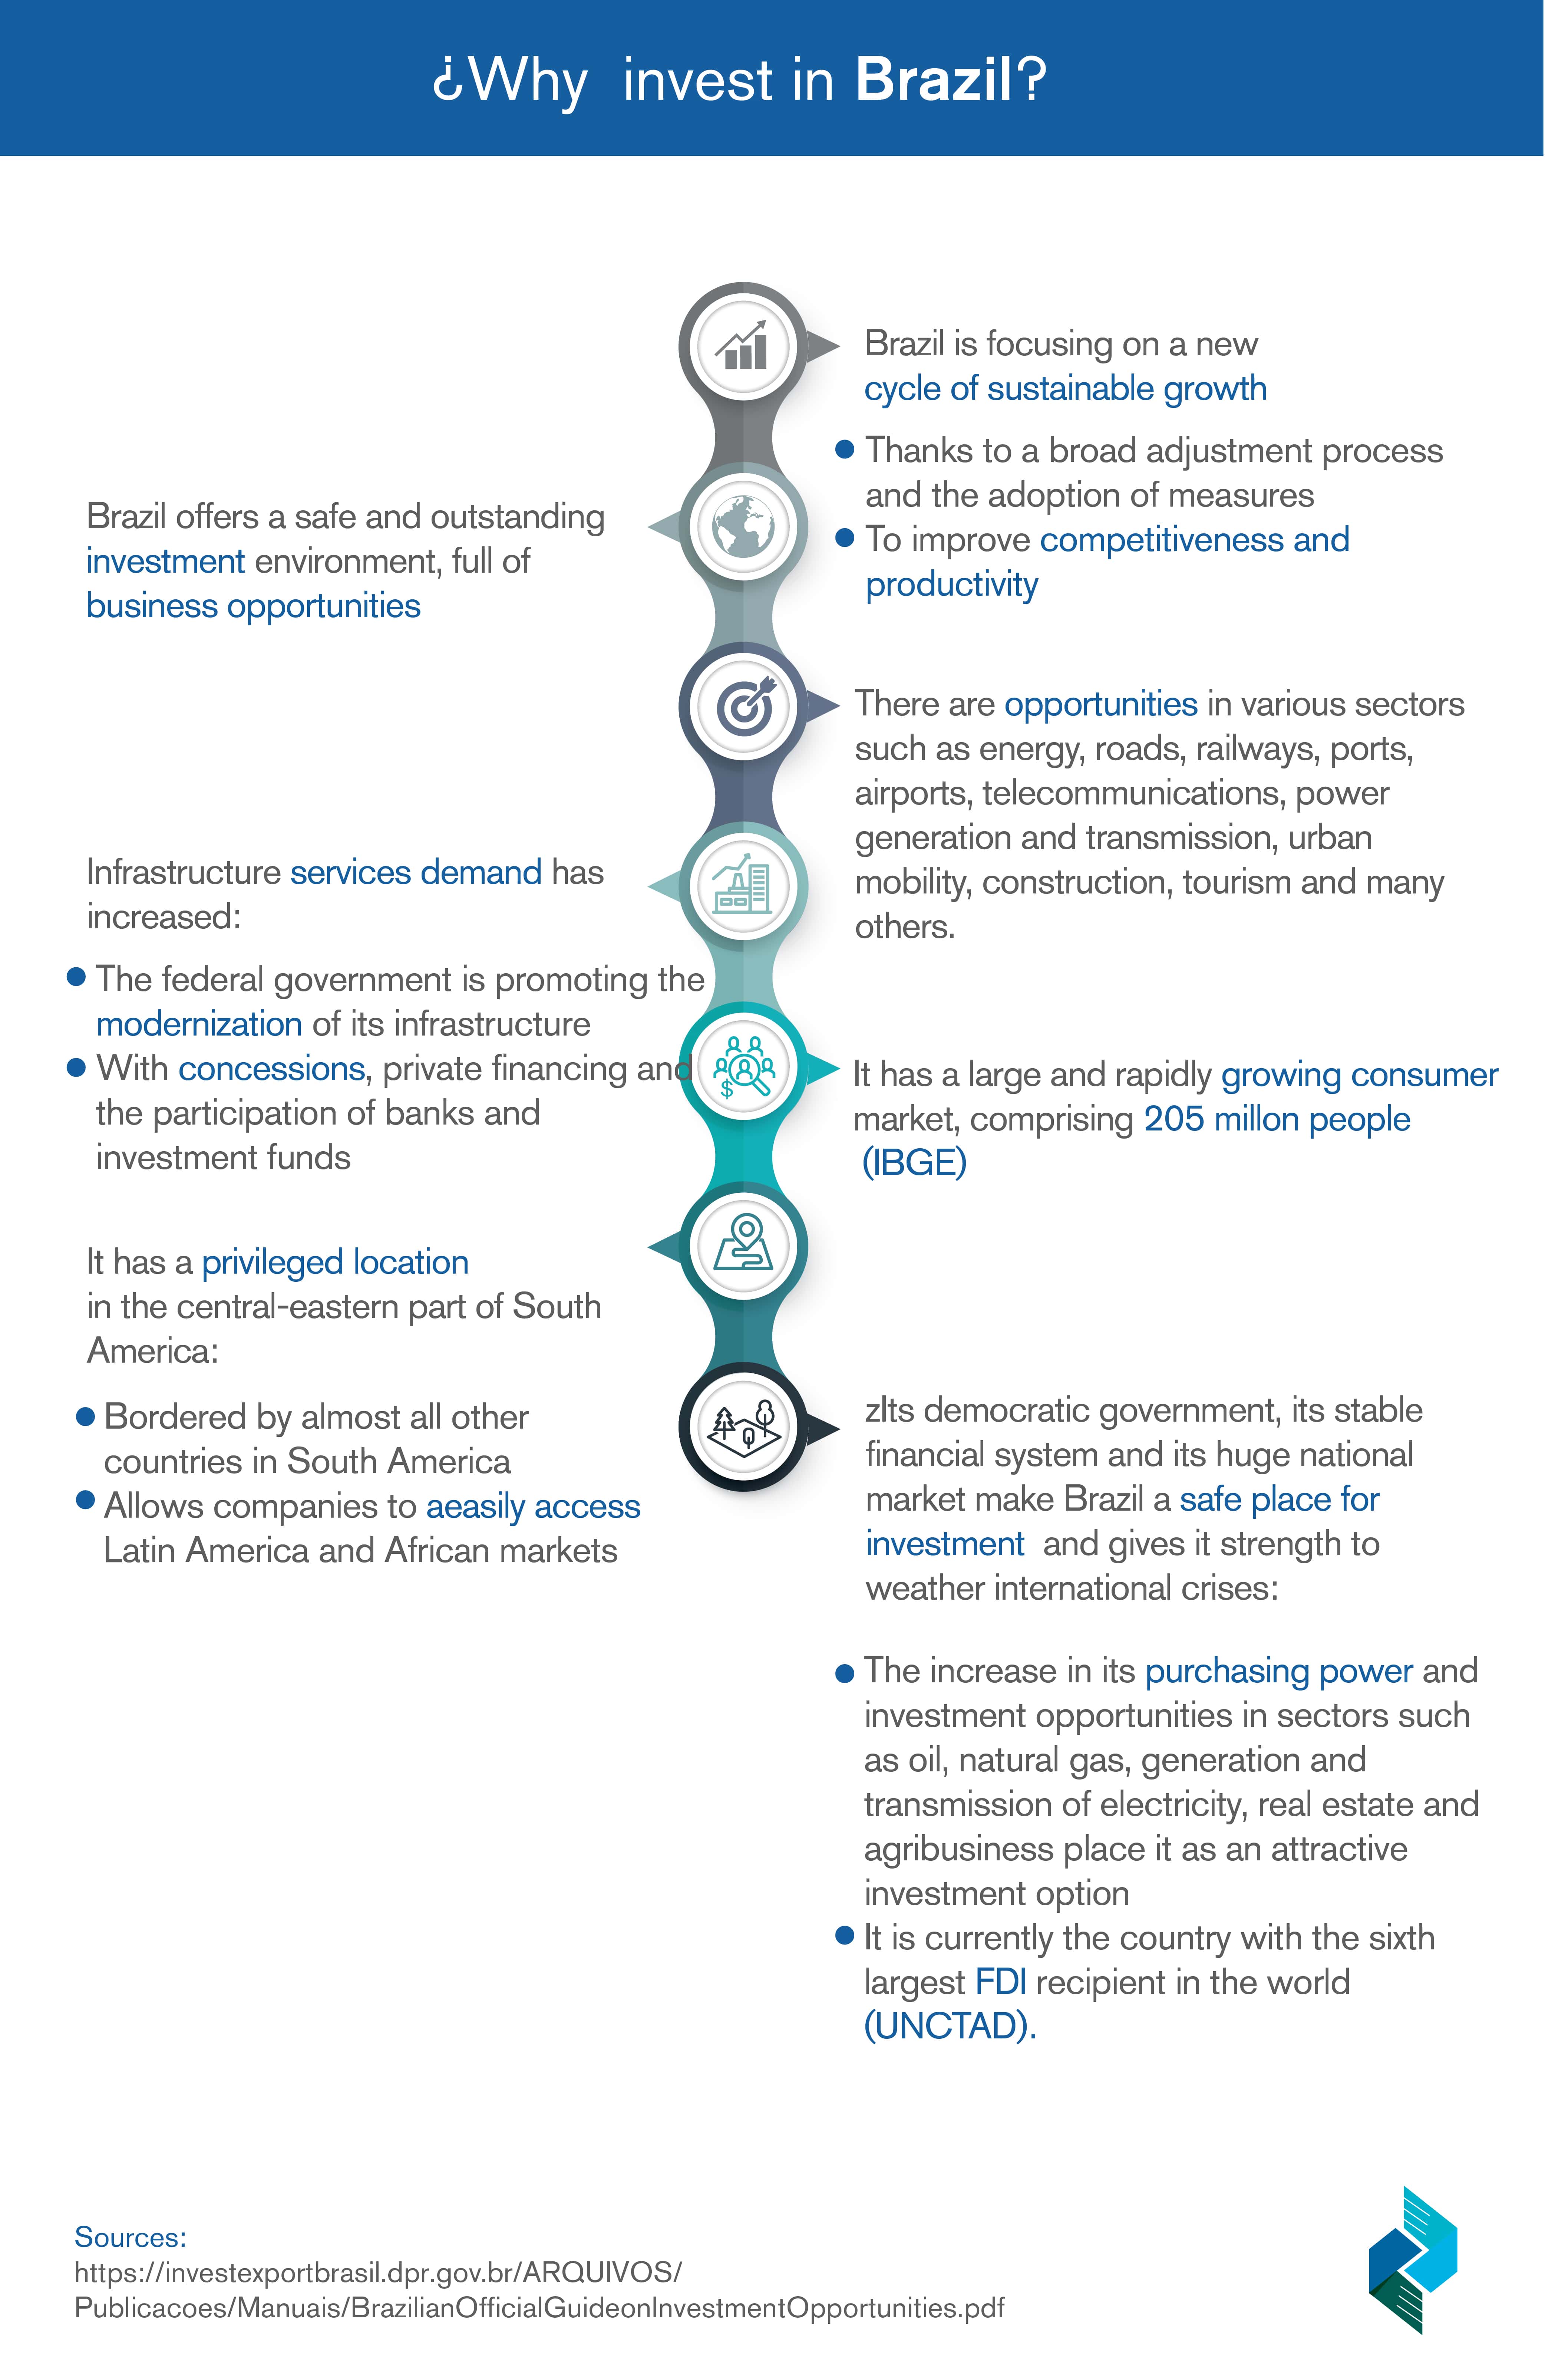 ¿Why invest in Brazil?
Brazil is focusing on a new
cycle of sustainable growth
Thanks to a broad adjustment process
and the adoption of measures
To improve competitiveness and
productivity
Brazil offers a safe and outstanding
investment environment, full of
business opportunities
There are opportunities in various sectors
such as energy, roads, railways, ports,
airports, telecommunications, power
generation and transmission, urban
mobility, construction, tourism and many
others.
Infrastructure services demand has
increased:
The federal government is promoting the
modernization of its infrastructure
With concessions, private financing and
the participation of banks and
investment funds
$
It has a large and rapidly growing consumer
market, comprising 205 millon people
(IBGE)
It has a privileged location
in the central-eastern part of South
America:
Bordered by almost all other
countries in South America
Allows companies to aeasily access
Latin America and African markets
zIts democratic government, its stable
financial system and its huge national
market make Brazil a safe place for
investment and gives it strength to
weather international crises:
The increase in its purchasing power and
investment opportunities in sectors such
as oil, natural gas, generation and
transmission of electricity, real estate and
agribusiness place it as an attractive
investment option
It is currently the country with the sixth
largest FDI recipient in the world
(UNCTAD).
Sources:
https://investexportbrasil.dpr.gov.br/ARQUIVOS/
Publicacoes/Manuais/BrazilianOfficialGuideonInvestmentOpportunities.pdf